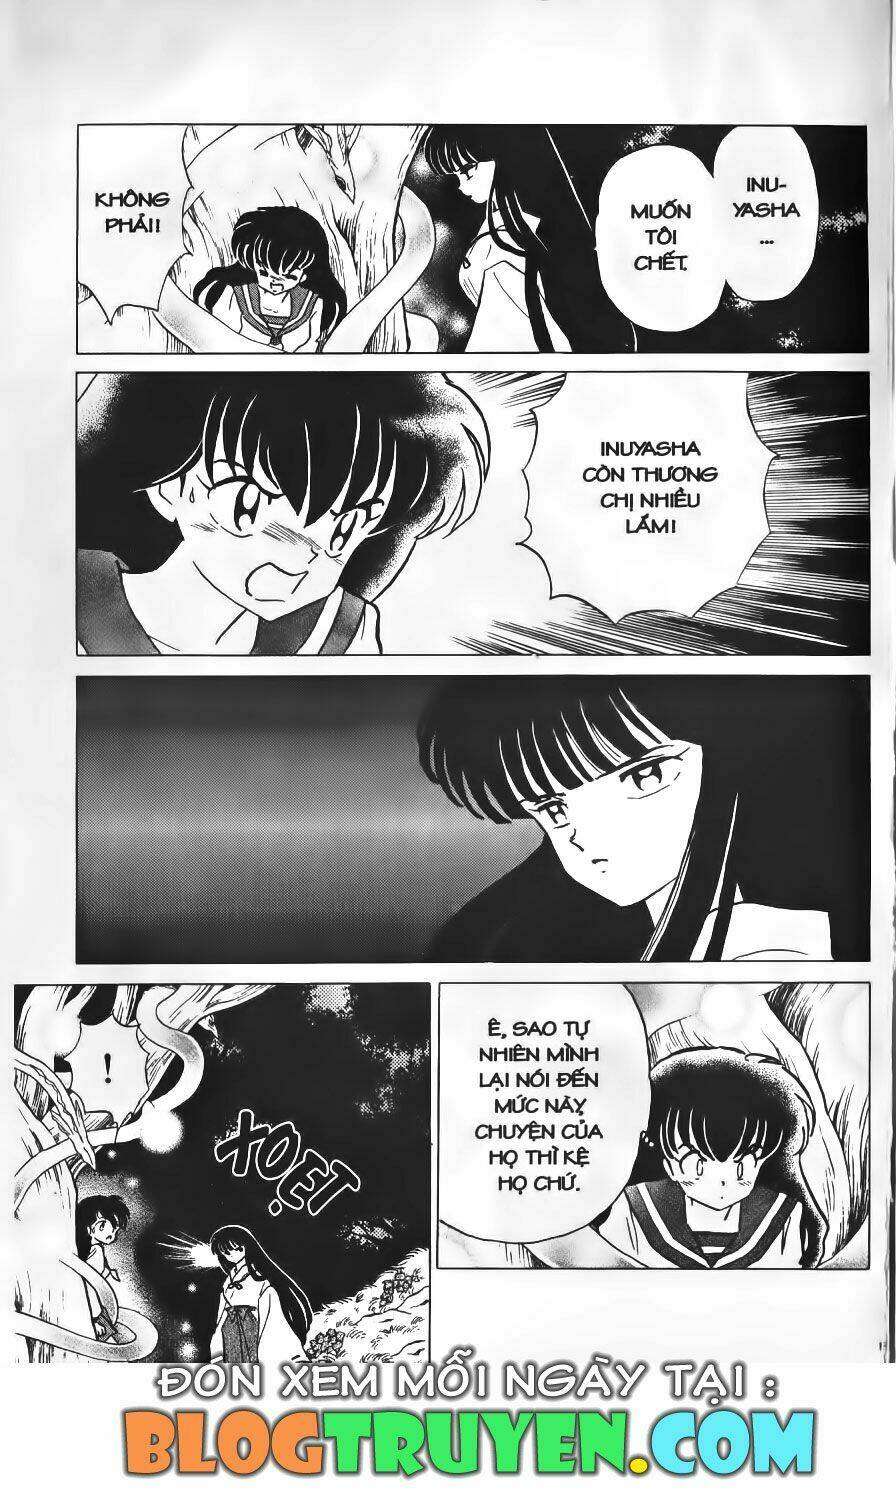 INU-
YASHA
...
MUỐN
TÔI
CHẾT.
KHÔNG
PHẢI!
INUYASHA
CÒN THƯƠNG
CHỊ NHIỀU
LẮM!
Ê, SAO TỰ
NHIÊN MÌNH
LẠI NÓI ĐẾN
MỨC NÀY,
CHUYỆN CỦA
HỌ THÌ KỆ
HỌ CHỨ.
!
XOẸT
ĐÓN XEM MỖI NGÀY TẠI :
BLOGTRUYEN.COM